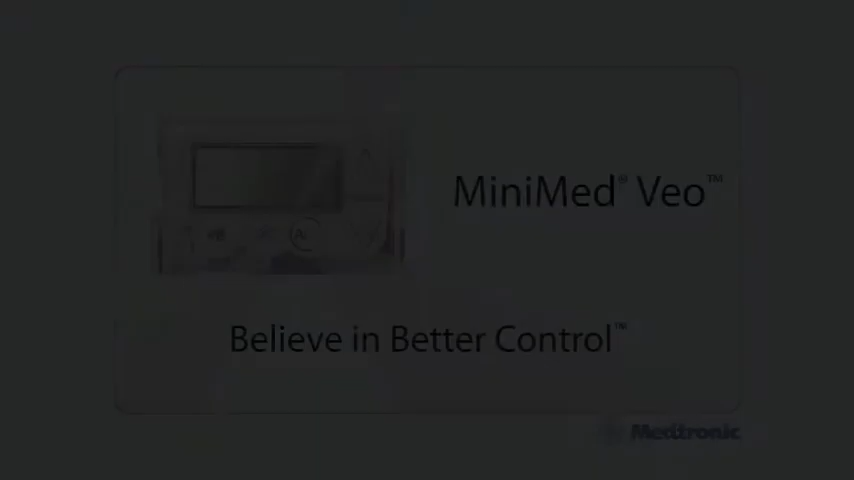 MiniMed® Veo™
Believe in Better Control™
Medtronic